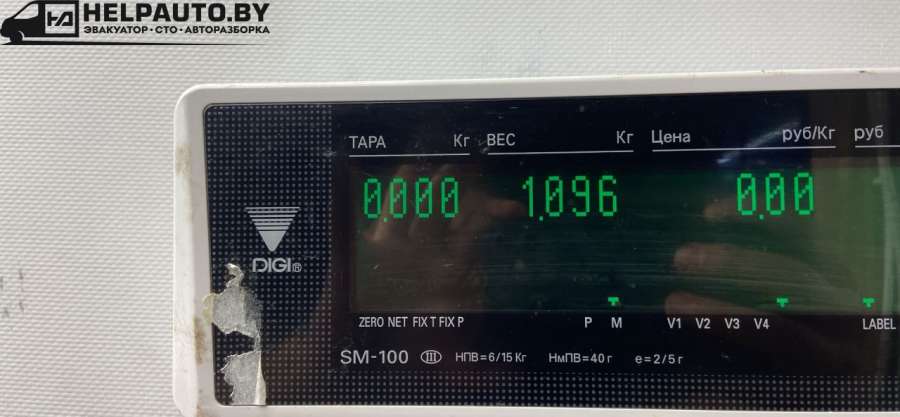 HELPAUTO.BY
ЭВАКУАТОР · СТО · АВТОРАЗБОРКА
ТАРА Кг ВЕС Кг Цена руб/Кг руб
0.000 1.096 0.00
DIGI®
ZERO NET FIX T FIX P P M V1 V2 V3 V4 LABEL
SM-100 III НПВ=6/15 Кг НмПВ=40 г e=2/5 г